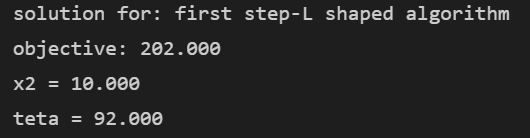 solution for: first step-L shaped algorithm
objective: 202.000
x2 = 10.000
teta = 92.000